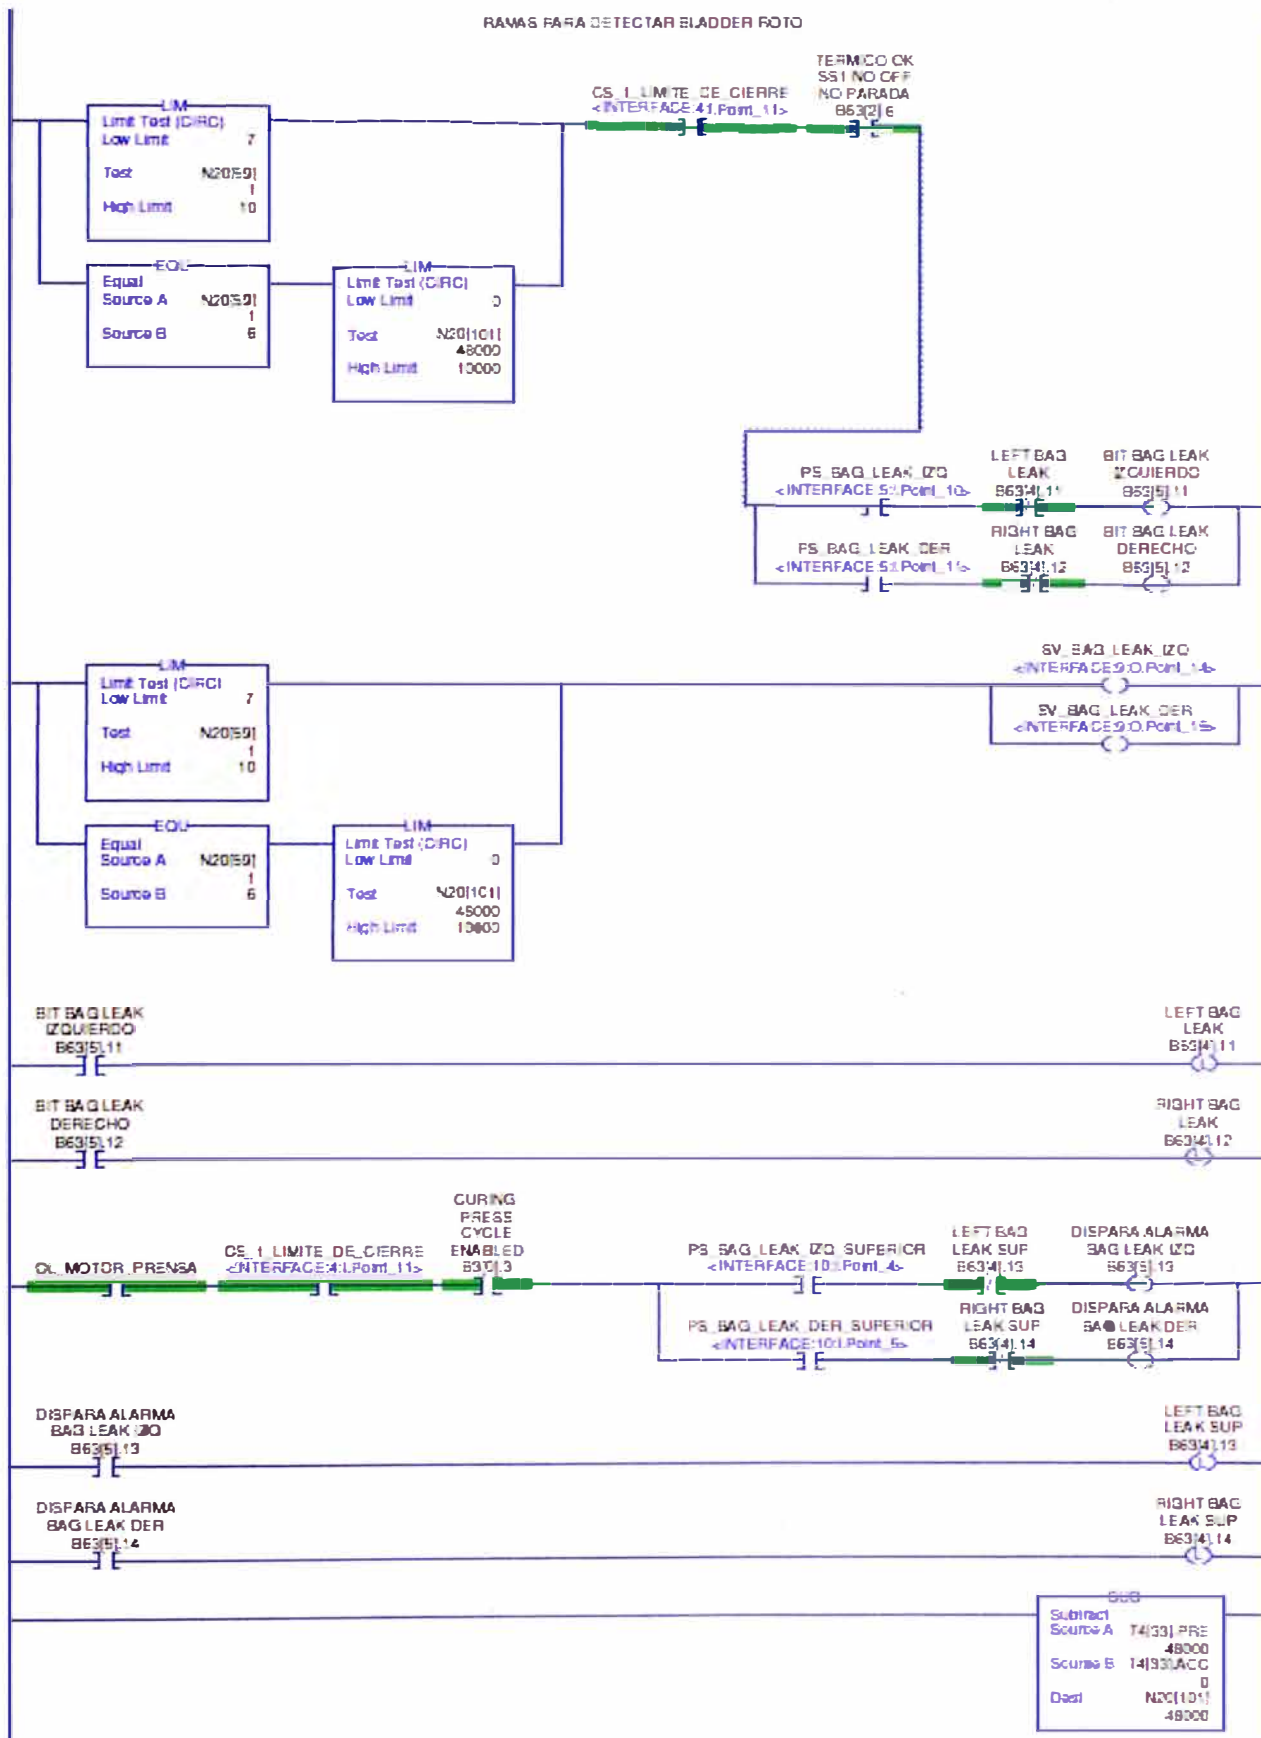 RAMAS PARA DETECTAR BLADDER ROTO
TERMICO OK
SS1 NO OFF
NO PARADA
B63[2].6
CS_1_LIMITE_DE_CIERRE
<INTERFACE:4:I.Point_11>
LIM
Limit Test (CIRC)
Low Limit 7
Test N20[59]
1
High Limit 10
EQU
Equal
Source A N20[59]
1
Source B 6
LIM
Limit Test (CIRC)
Low Limit 0
Test N20[101]
48000
High Limit 10000
PS_BAG_LEAK_IZQ
<INTERFACE:5:I.Point_10>
LEFT BAG
LEAK
B63[4].11
BIT BAG LEAK
IZQUIERDO
B63[5].11
PS_BAG_LEAK_DER
<INTERFACE:5:I.Point_11>
RIGHT BAG
LEAK
B63[4].12
BIT BAG LEAK
DERECHO
B63[5].12
LIM
Limit Test (CIRC)
Low Limit 7
Test N20[59]
1
High Limit 10
SV_BAG_LEAK_IZQ
<INTERFACE:9:O.Point_14>
SV_BAG_LEAK_DER
<INTERFACE:9:O.Point_15>
EQU
Equal
Source A N20[59]
1
Source B 6
LIM
Limit Test (CIRC)
Low Limit 0
Test N20[101]
48000
High Limit 10000
BIT BAG LEAK
IZQUIERDO
B63[5].11
LEFT BAG
LEAK
B63[4].11
L
BIT BAG LEAK
DERECHO
B63[5].12
RIGHT BAG
LEAK
B63[4].12
L
OL_MOTOR_PRENSA
CS_1_LIMITE_DE_CIERRE
<INTERFACE:4:I.Point_11>
CURING
PRESS
CYCLE
ENABLED
PS_BAG_LEAK_IZQ_SUPERIOR
<INTERFACE:10:I.Point_4>
LEFT BAG
LEAK SUP
B63[4].13
DISPARA ALARMA
BAG LEAK IZQ
B63[5].13
PS_BAG_LEAK_DER_SUPERIOR
<INTERFACE:10:I.Point_5>
RIGHT BAG
LEAK SUP
B63[4].14
DISPARA ALARMA
BAG LEAK DER
B63[5].14
DISPARA ALARMA
BAG LEAK IZQ
B63[5].13
LEFT BAG
LEAK SUP
B63[4].13
L
DISPARA ALARMA
BAG LEAK DER
B63[5].14
RIGHT BAG
LEAK SUP
B63[4].14
L
SUB
Subtract
Source A T4[33].PRE
48000
Source B T4[33].ACC
0
Dest N20[101]
48000